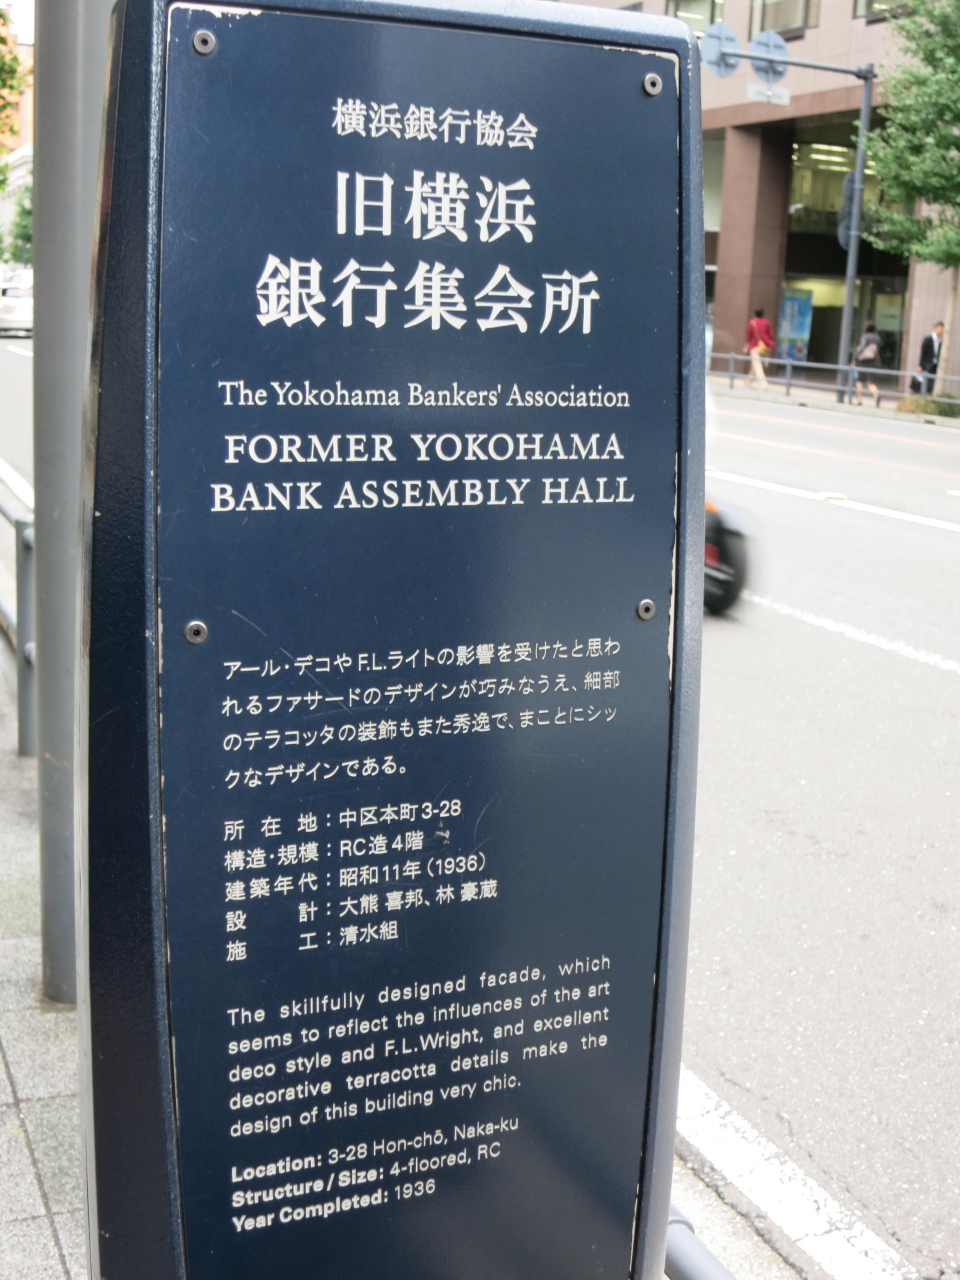 横浜銀行協会
旧横浜
銀行集会所
The Yokohama Bankers' Association
FORMER YOKOHAMA
BANK ASSEMBLY HALL
アール・デコやF.L.ライトの影響を受けたと思わ
れるファサードのデザインが巧みなうえ、細部
のテラコッタの装飾もまた秀逸で、まことにシッ
クなデザインである。
所在地：中区本町3-28
構造・規模：RC造4階
建築年代：昭和11年（1936）
設計：大熊 喜邦、林 豪蔵
施工：清水組
The skillfully designed facade, which
seems to reflect the influences of the art
deco style and F.L.Wright, and excellent
decorative terracotta details make the
design of this building very chic.
Location: 3-28 Hon-chō, Naka-ku
Structure/Size: 4-floored, RC
Year Completed: 1936